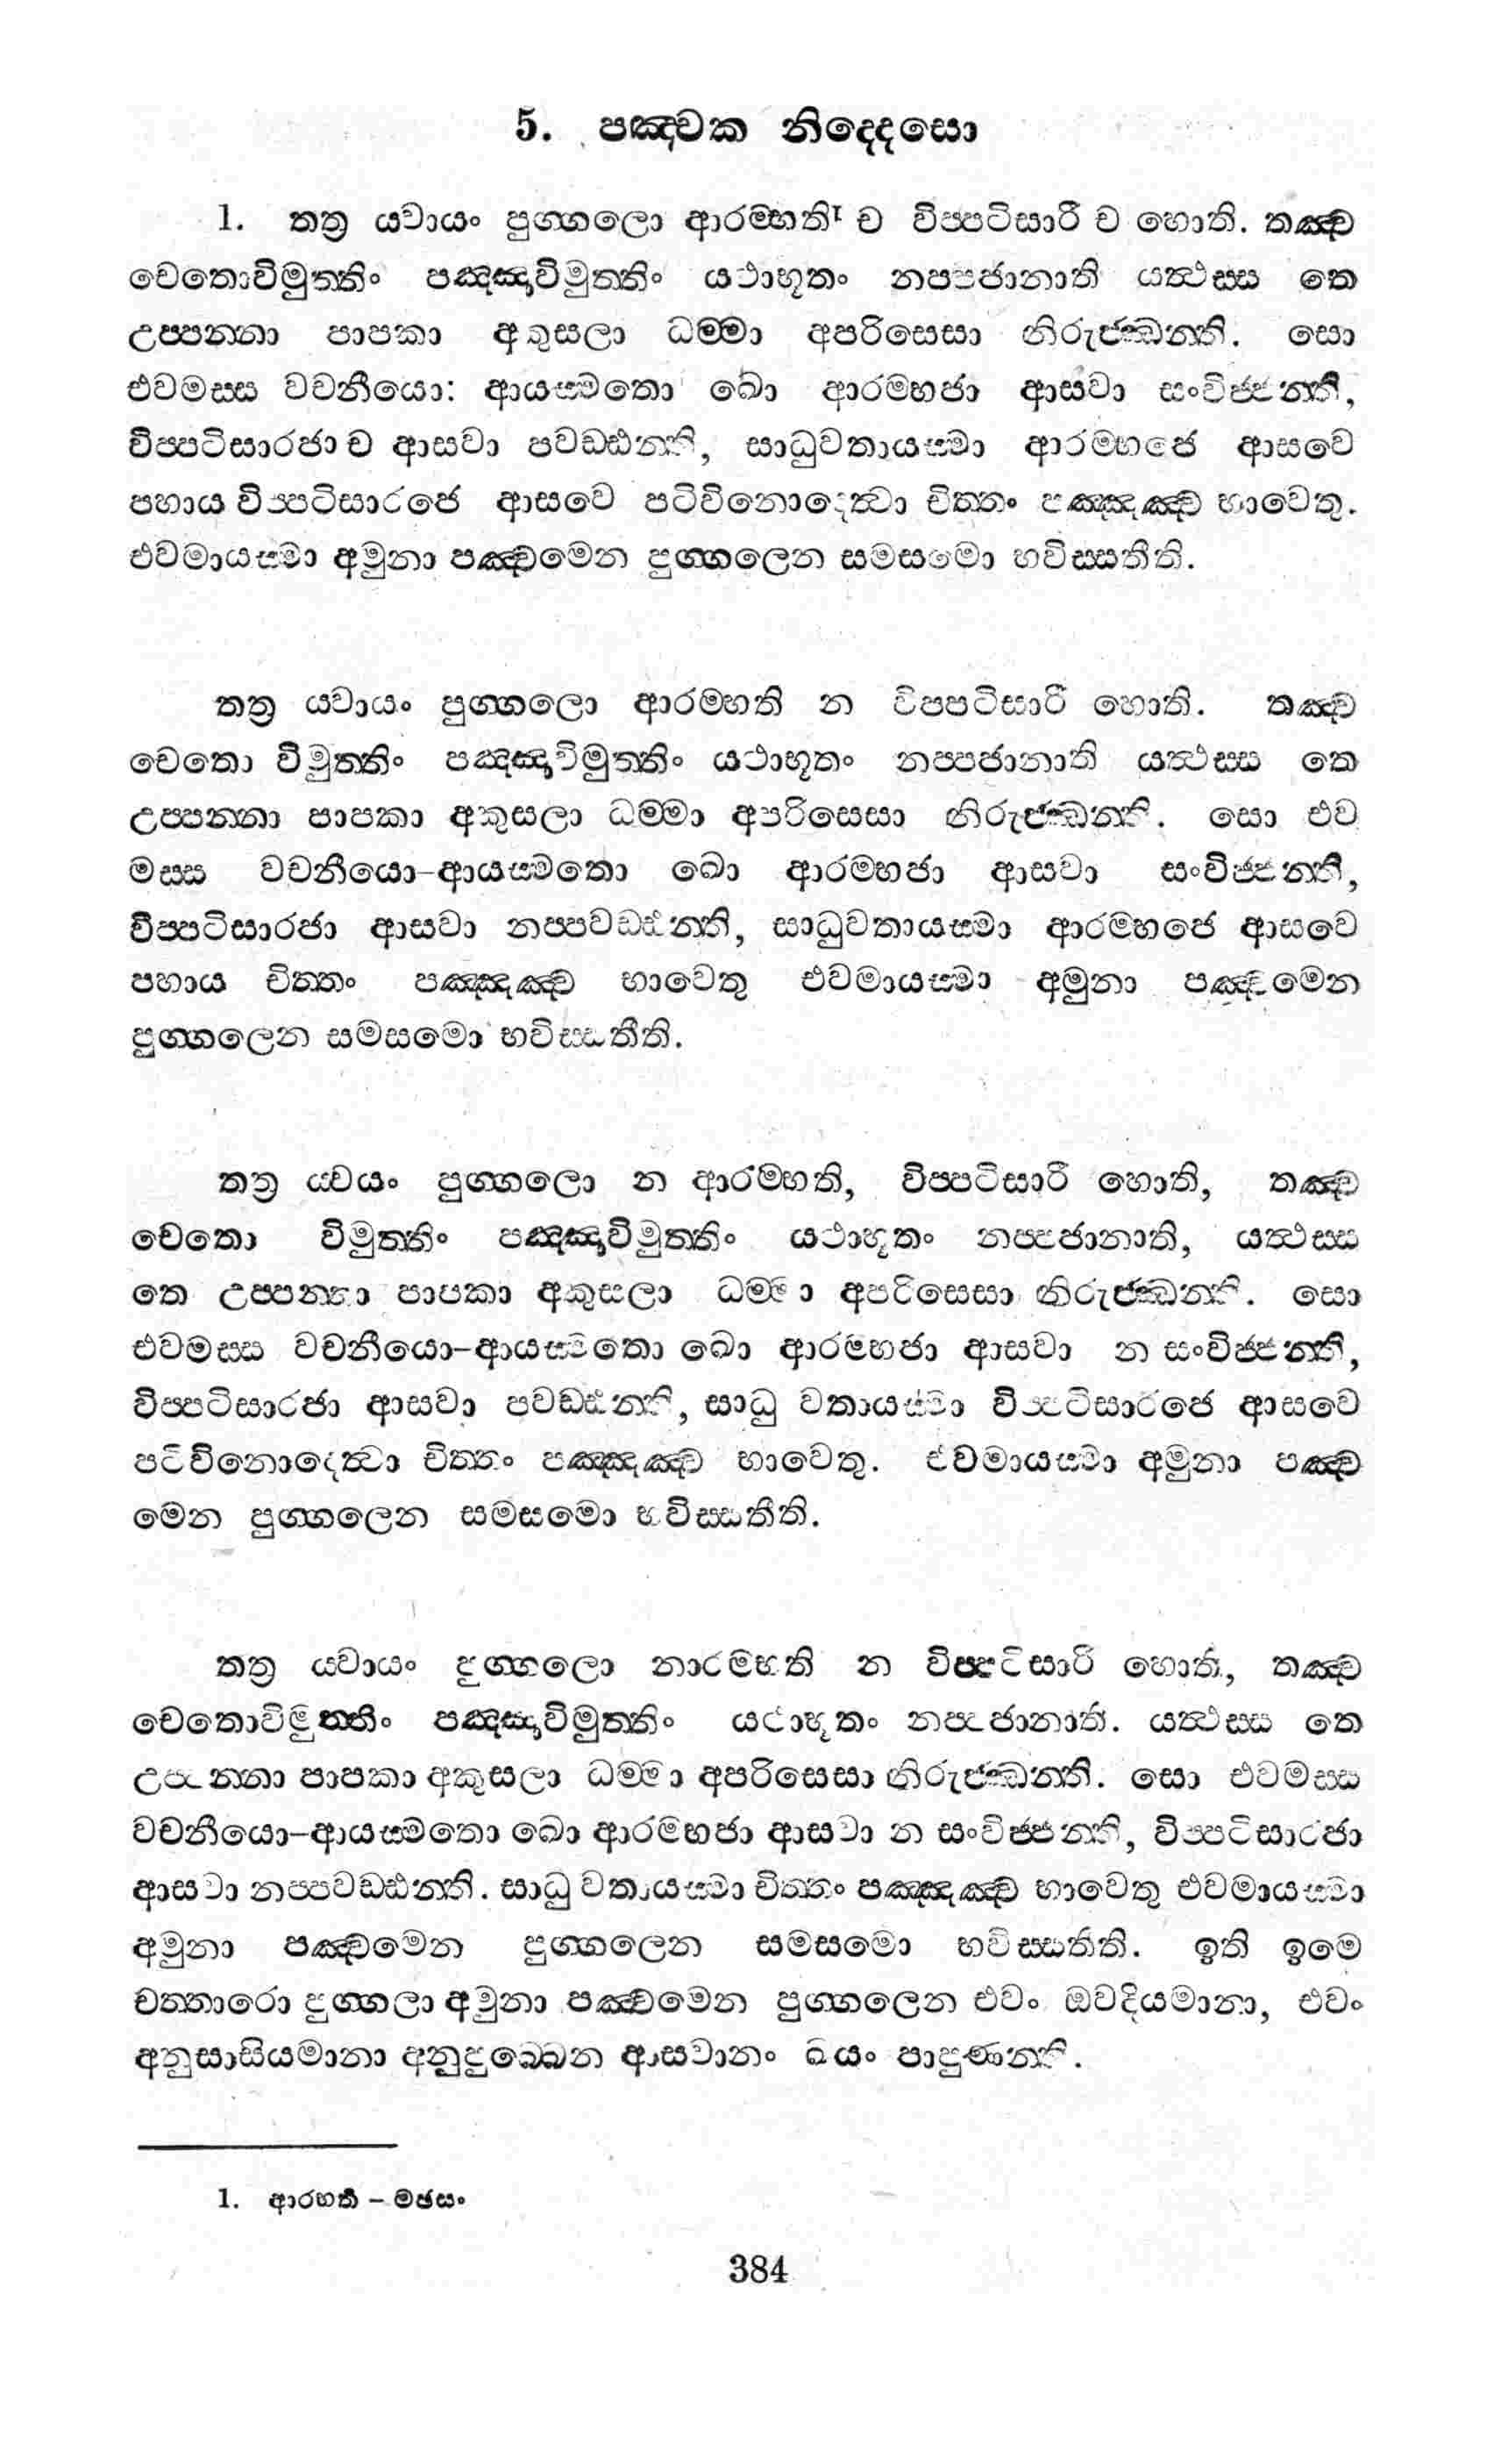 5. පඤ්චක නිද්දෙසො
1. තත්‍ර ය්වායං පුග්ගලො ආරම්භති¹ ච විප්පටිසාරී ච හොති. තඤ්ච
චෙතොවිමුත්තිං පඤ්ඤාවිමුත්තිං යථාභූතං නප්පජානාති යත්ථස්ස තෙ
උප්පන්නා පාපකා අකුසලා ධම්මා අපරිසෙසා නිරුජ්ඣන්ති. සො
එවමස්ස වචනීයො: ආයස්මතො ඛො ආරම්භජා ආසවා සංවිජ්ජන්ති,
විප්පටිසාරජා ච ආසවා පවඩ්ඪන්ති, සාධුවතායස්මා ආරම්භජෙ ආසවෙ
පහාය විප්පටිසාරජෙ ආසවෙ පටිවිනොදෙත්වා චිත්තං පඤ්ඤඤ්ච භාවෙතු.
එවමායස්මා අමුනා පඤ්චමෙන පුග්ගලෙන සමසමො භවිස්සතීති.
තත්‍ර ය්වායං පුග්ගලො ආරම්භති න විප්පටිසාරී හොති. තඤ්ච
චෙතො විමුත්තිං පඤ්ඤාවිමුත්තිං යථාභූතං නප්පජානාති යත්ථස්ස තෙ
උප්පන්නා පාපකා අකුසලා ධම්මා අපරිසෙසා නිරුජ්ඣන්ති. සො එව
මස්ස වචනීයො-ආයස්මතො ඛො ආරම්භජා ආසවා සංවිජ්ජන්ති,
විප්පටිසාරජා ආසවා නප්පවඩ්ඪන්ති, සාධුවතායස්මා ආරම්භජෙ ආසවෙ
පහාය චිත්තං පඤ්ඤඤ්ච භාවෙතු එවමායස්මා අමුනා පඤ්චමෙන
පුග්ගලෙන සමසමො භවිස්සතීති.
තත්‍ර ය්වයං පුග්ගලො න ආරම්භති, විප්පටිසාරී හොති, තඤ්ච
චෙතො විමුත්තිං පඤ්ඤාවිමුත්තිං යථාභූතං නප්පජානාති, යත්ථස්ස
තෙ උප්පන්නා පාපකා අකුසලා ධම්මා අපරිසෙසා නිරුජ්ඣන්ති. සො
එවමස්ස වචනීයො-ආයස්මතො ඛො ආරම්භජා ආසවා න සංවිජ්ජන්ති,
විප්පටිසාරජා ආසවා පවඩ්ඪන්ති, සාධු වතායස්මා විප්පටිසාරජෙ ආසවෙ
පටිවිනොදෙත්වා චිත්තං පඤ්ඤඤ්ච භාවෙතු. එවමායස්මා අමුනා පඤ්ච
මෙන පුග්ගලෙන සමසමො භවිස්සතීති.
තත්‍ර ය්වායං පුග්ගලො නාරම්භති න විප්පටිසාරී හොති, තඤ්ච
චෙතොවිමුත්තිං පඤ්ඤාවිමුත්තිං යථාභූතං නප්පජානාති. යත්ථස්ස තෙ
උප්පන්නා පාපකා අකුසලා ධම්මා අපරිසෙසා නිරුජ්ඣන්ති. සො එවමස්ස
වචනීයො-ආයස්මතො ඛො ආරම්භජා ආසවා න සංවිජ්ජන්ති, විප්පටිසාරජා
ආසවා නප්පවඩ්ඪන්ති. සාධු වතායස්මා චිත්තං පඤ්ඤඤ්ච භාවෙතු එවමායස්මා
අමුනා පඤ්චමෙන පුග්ගලෙන සමසමො භවිස්සතීති. ඉති ඉමෙ
චත්තාරො පුග්ගලා අමුනා පඤ්චමෙන පුග්ගලෙන එවං ඔවදියමානා, එවං
අනුසාසියමානා අනුපුබ්බෙන ආසවානං ඛයං පාපුණන්ති.
1. ආරභති – මඡසං
384